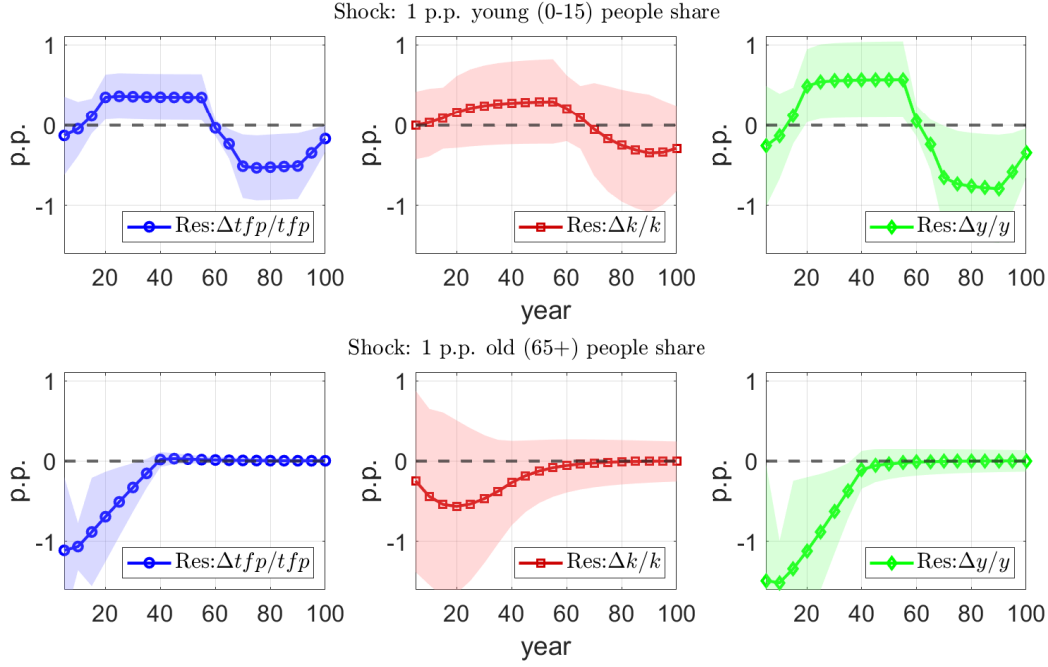 Shock: 1 p.p. young (0-15) people share
1
0
-1
p.p.
Res:Δtfp/tfp
20 40 60 80 100
1
0
-1
p.p.
Res:Δk/k
20 40 60 80 100
year
1
0
-1
p.p.
Res:Δy/y
20 40 60 80 100
Shock: 1 p.p. old (65+) people share
1
0
-1
p.p.
Res:Δtfp/tfp
20 40 60 80 100
1
0
-1
p.p.
Res:Δk/k
20 40 60 80 100
year
1
0
-1
p.p.
Res:Δy/y
20 40 60 80 100